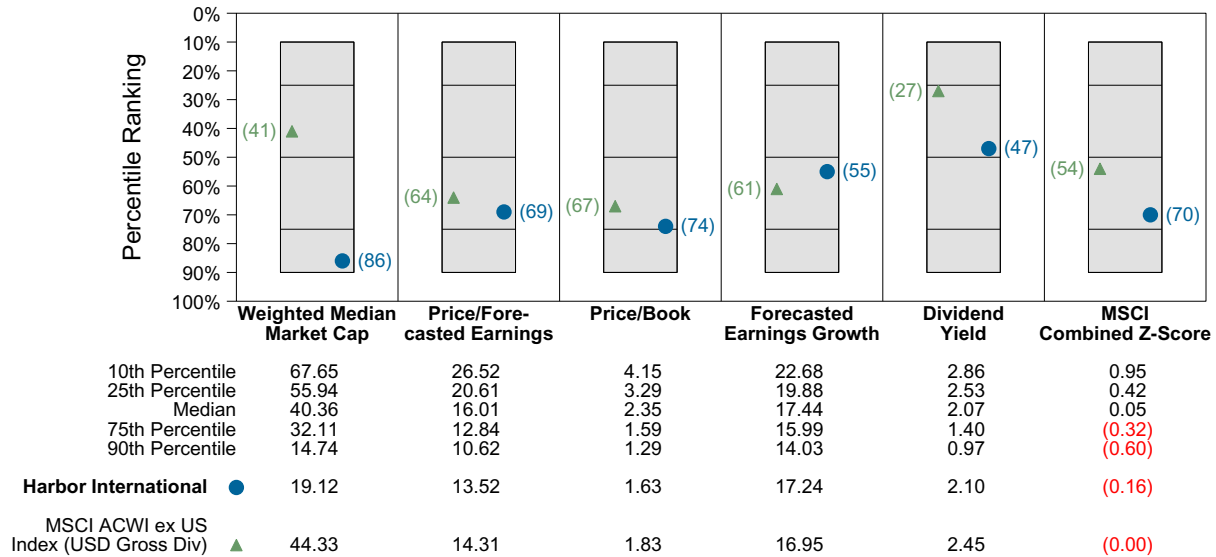 Percentile Ranking
0%
10%
20%
30%
40%
50%
60%
70%
80%
90%
100%
(41)
(86)
(64)
(69)
(67)
(74)
(61)
(55)
(27)
(47)
(54)
(70)
Weighted Median
Market Cap
Price/Fore-
casted Earnings
Price/Book
Forecasted
Earnings Growth
Dividend
Yield
MSCI
Combined Z-Score
10th Percentile 67.65 26.52 4.15 22.68 2.86 0.95
25th Percentile 55.94 20.61 3.29 19.88 2.53 0.42
Median 40.36 16.01 2.35 17.44 2.07 0.05
75th Percentile 32.11 12.84 1.59 15.99 1.40 (0.32)
90th Percentile 14.74 10.62 1.29 14.03 0.97 (0.60)
Harbor International 19.12 13.52 1.63 17.24 2.10 (0.16)
MSCI ACWI ex US
Index (USD Gross Div) 44.33 14.31 1.83 16.95 2.45 (0.00)